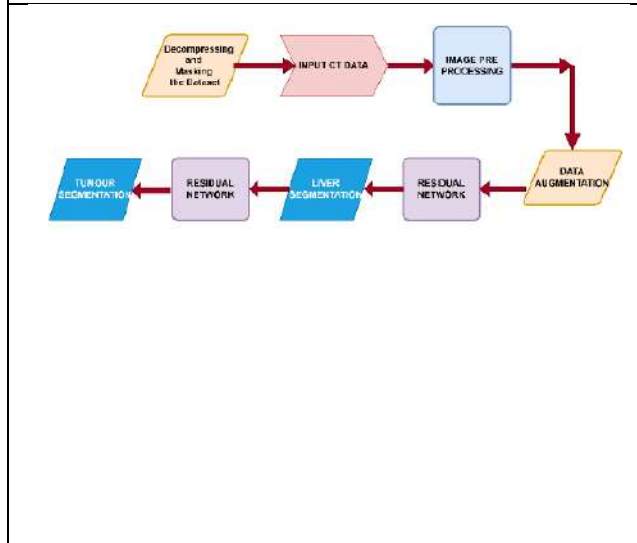 Decompressing
and
Masking
the Dataset
INPUT CT DATA
IMAGE PRE
PROCESSING
DATA
AUGMENTATION
RESIDUAL
NETWORK
LIVER
SEGMENTATION
RESIDUAL
NETWORK
TUNOUR
SEGMENTATION